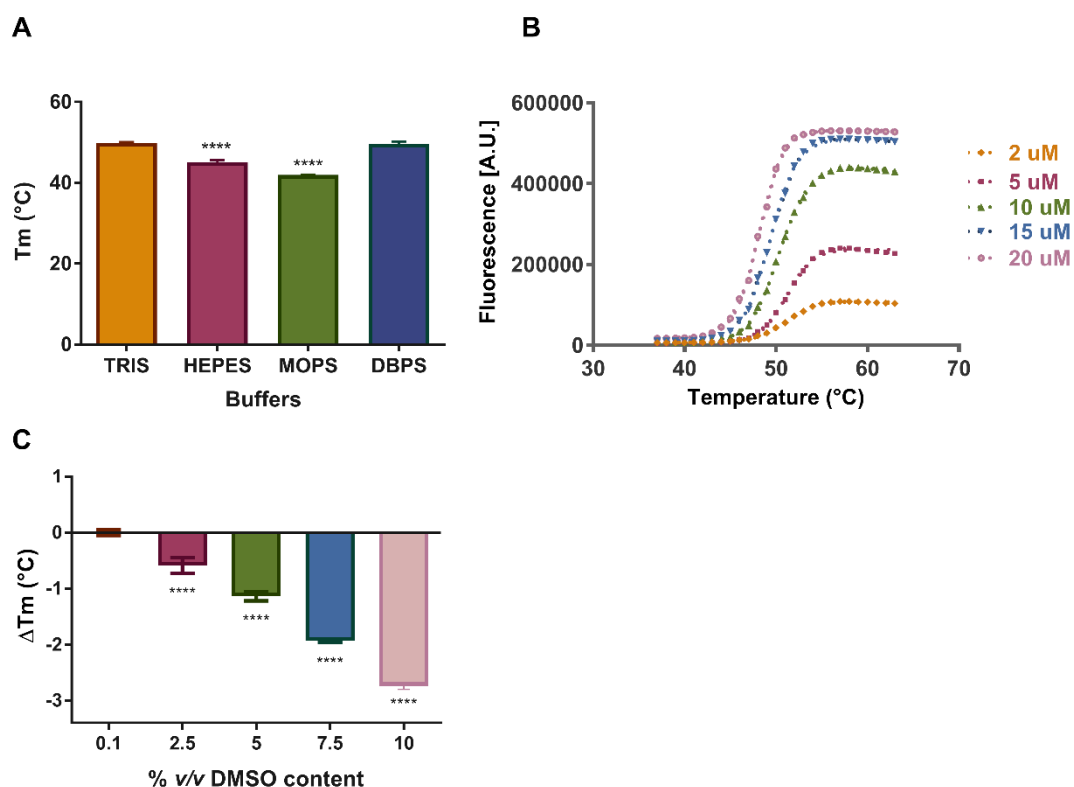 A
Tm (°C)
60
40
20
0
****
****
TRIS HEPES MOPS DBPS
Buffers
B
Fluorescence [A.U.]
600000
400000
200000
0
30 40 50 60 70
Temperature (°C)
2 uM
5 uM
10 uM
15 uM
20 uM
C
ΔTm (°C)
1
0
-1
-2
-3
****
****
****
****
0.1 2.5 5 7.5 10
% v/v DMSO content